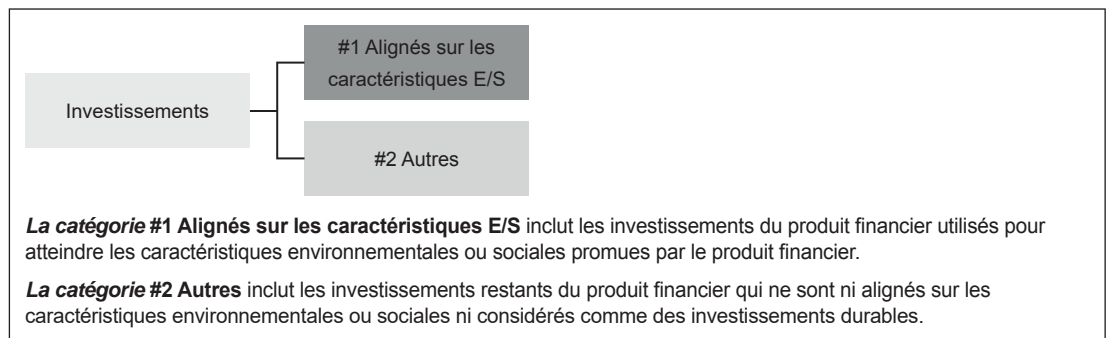 #1 Alignés sur les
caractéristiques E/S
Investissements
#2 Autres
La catégorie #1 Alignés sur les caractéristiques E/S inclut les investissements du produit financier utilisés pour
atteindre les caractéristiques environnementales ou sociales promues par le produit financier.
La catégorie #2 Autres inclut les investissements restants du produit financier qui ne sont ni alignés sur les
caractéristiques environnementales ou sociales ni considérés comme des investissements durables.